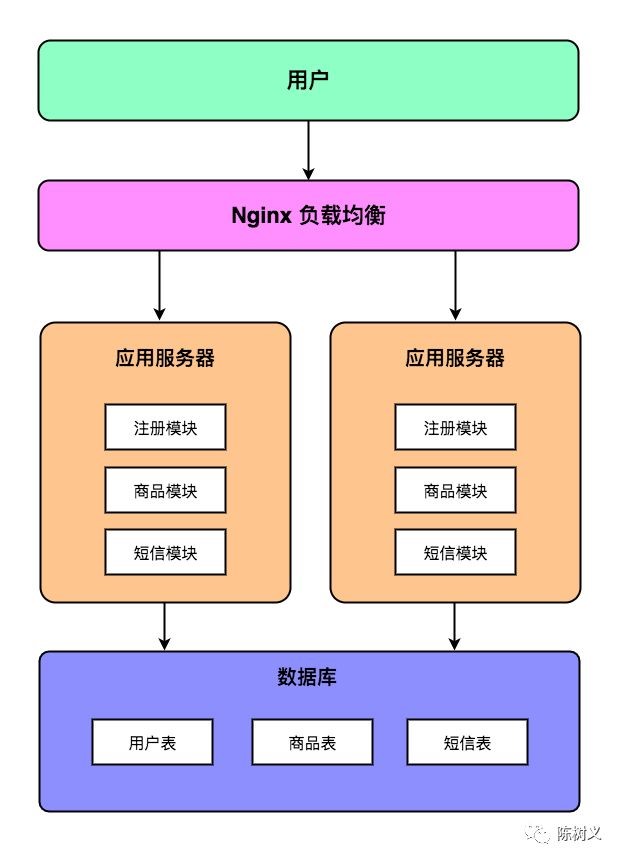 用户
Nginx 负载均衡
应用服务器
应用服务器
注册模块
注册模块
商品模块
商品模块
短信模块
短信模块
数据库
用户表
商品表
短信表
陈树义